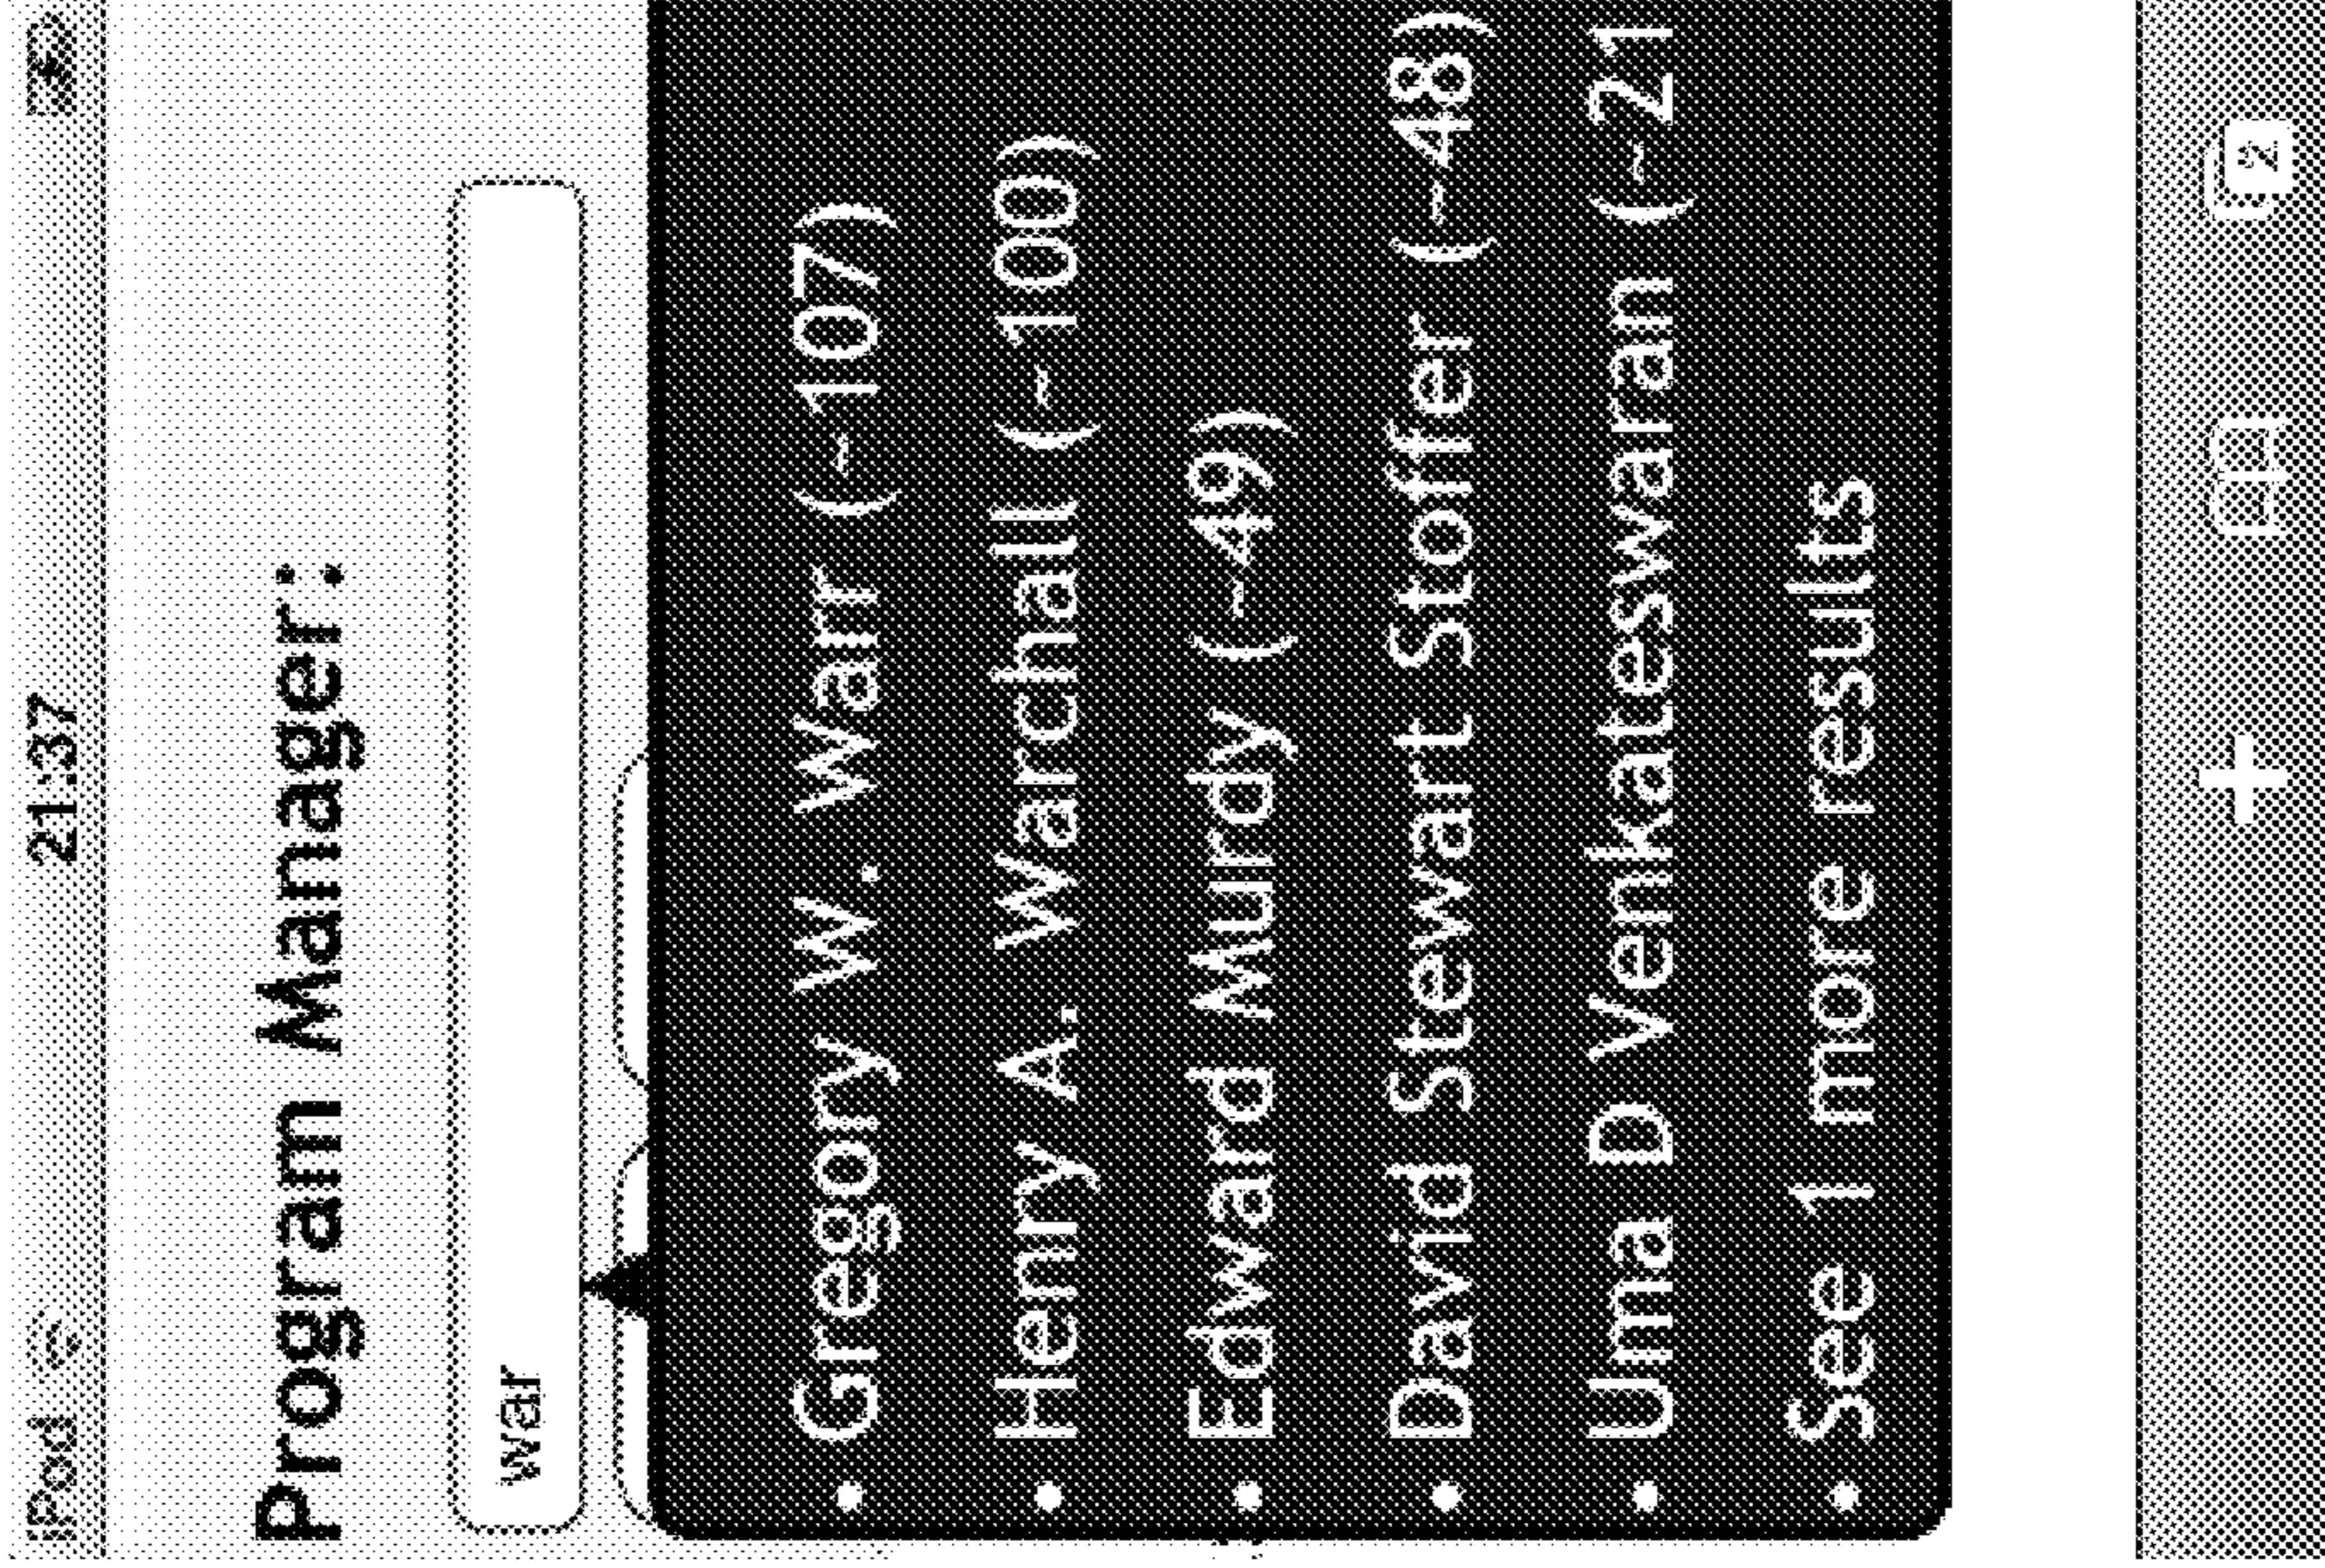 iPod 21:37
Program Manager:
war
• Gregory W. Warr (~107)
• Henry A. Warchall (~100)
• Edward Murdy (~49)
• David Stewart Stoffer (~48)
• Uma D Venkateswaran (~21
• See 1 more results
2